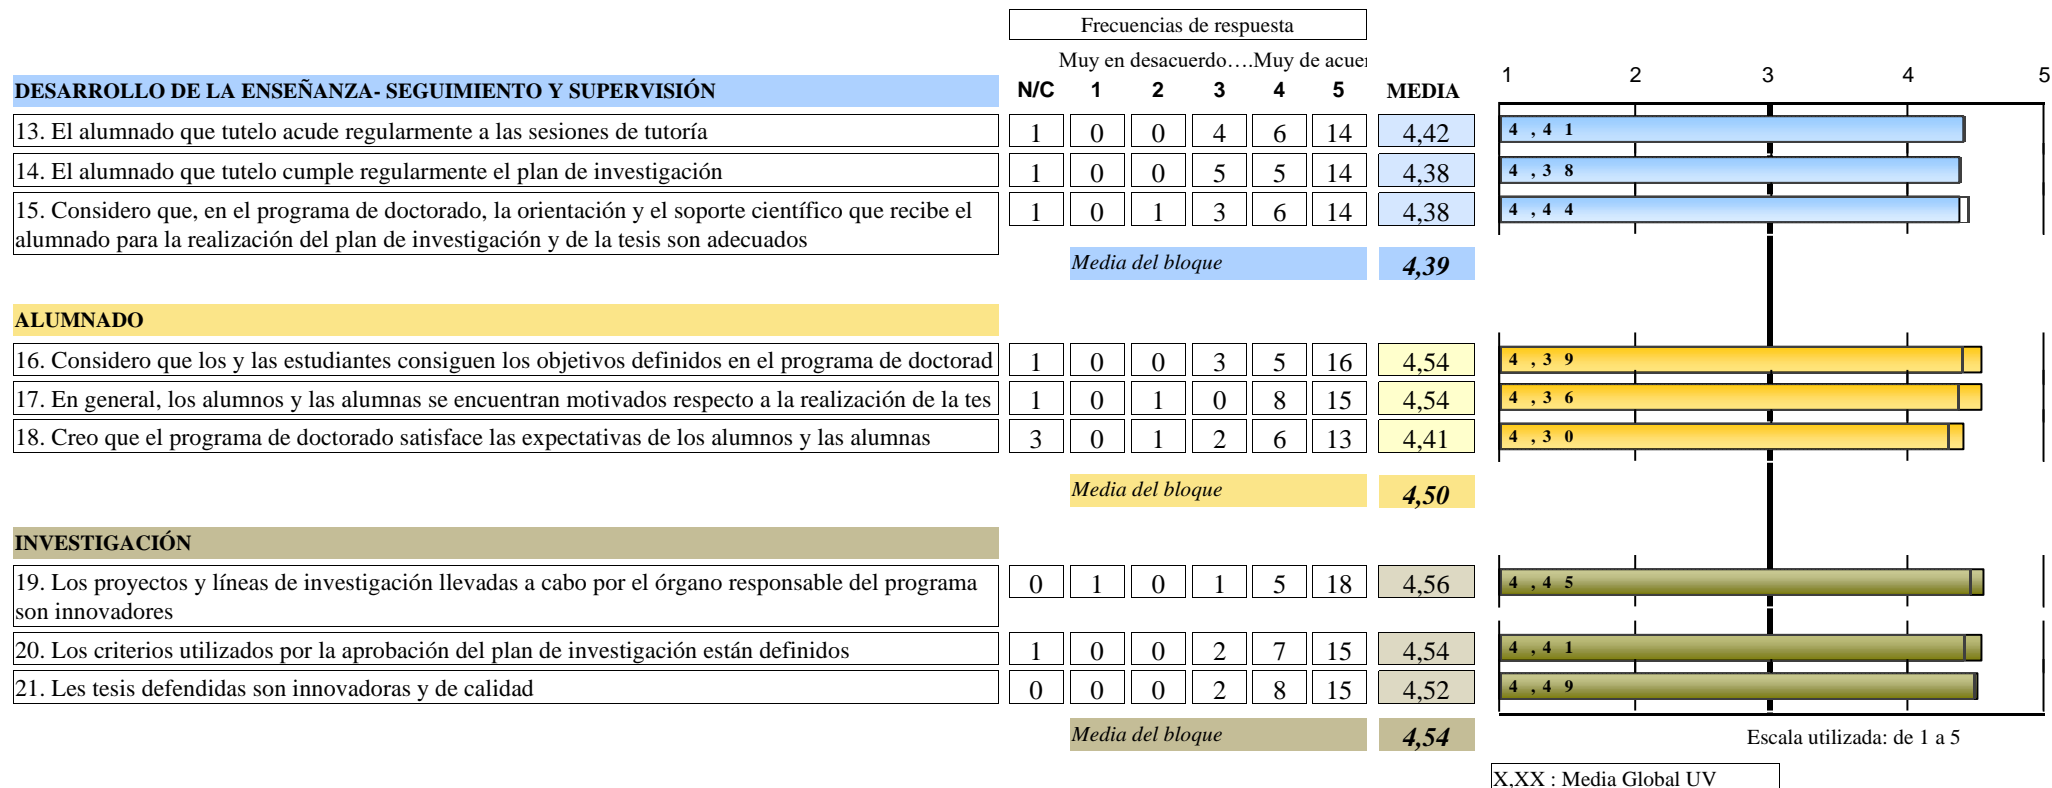 Frecuencias de respuesta
Muy en desacuerdo….Muy de acuer
DESARROLLO DE LA ENSEÑANZA- SEGUIMIENTO Y SUPERVISIÓN N/C 1 2 3 4 5 MEDIA 1 2 3 4 5
13. El alumnado que tutelo acude regularmente a las sesiones de tutoría 1 0 0 4 6 14 4,42 4,41
14. El alumnado que tutelo cumple regularmente el plan de investigación 1 0 0 5 5 14 4,38 4,38
15. Considero que, en el programa de doctorado, la orientación y el soporte científico que recibe el 1 0 1 3 6 14 4,38 4,44
alumnado para la realización del plan de investigación y de la tesis son adecuados
Media del bloque 4,39
ALUMNADO
16. Considero que los y las estudiantes consiguen los objetivos definidos en el programa de doctorad 1 0 0 3 5 16 4,54 4,39
17. En general, los alumnos y las alumnas se encuentran motivados respecto a la realización de la tes 1 0 1 0 8 15 4,54 4,36
18. Creo que el programa de doctorado satisface las expectativas de los alumnos y las alumnas 3 0 1 2 6 13 4,41 4,30
Media del bloque 4,50
INVESTIGACIÓN
19. Los proyectos y líneas de investigación llevadas a cabo por el órgano responsable del programa 0 1 0 1 5 18 4,56 4,45
son innovadores
20. Los criterios utilizados por la aprobación del plan de investigación están definidos 1 0 0 2 7 15 4,54 4,41
21. Les tesis defendidas son innovadoras y de calidad 0 0 0 2 8 15 4,52 4,49
Media del bloque 4,54
Escala utilizada: de 1 a 5
X,XX : Media Global UV